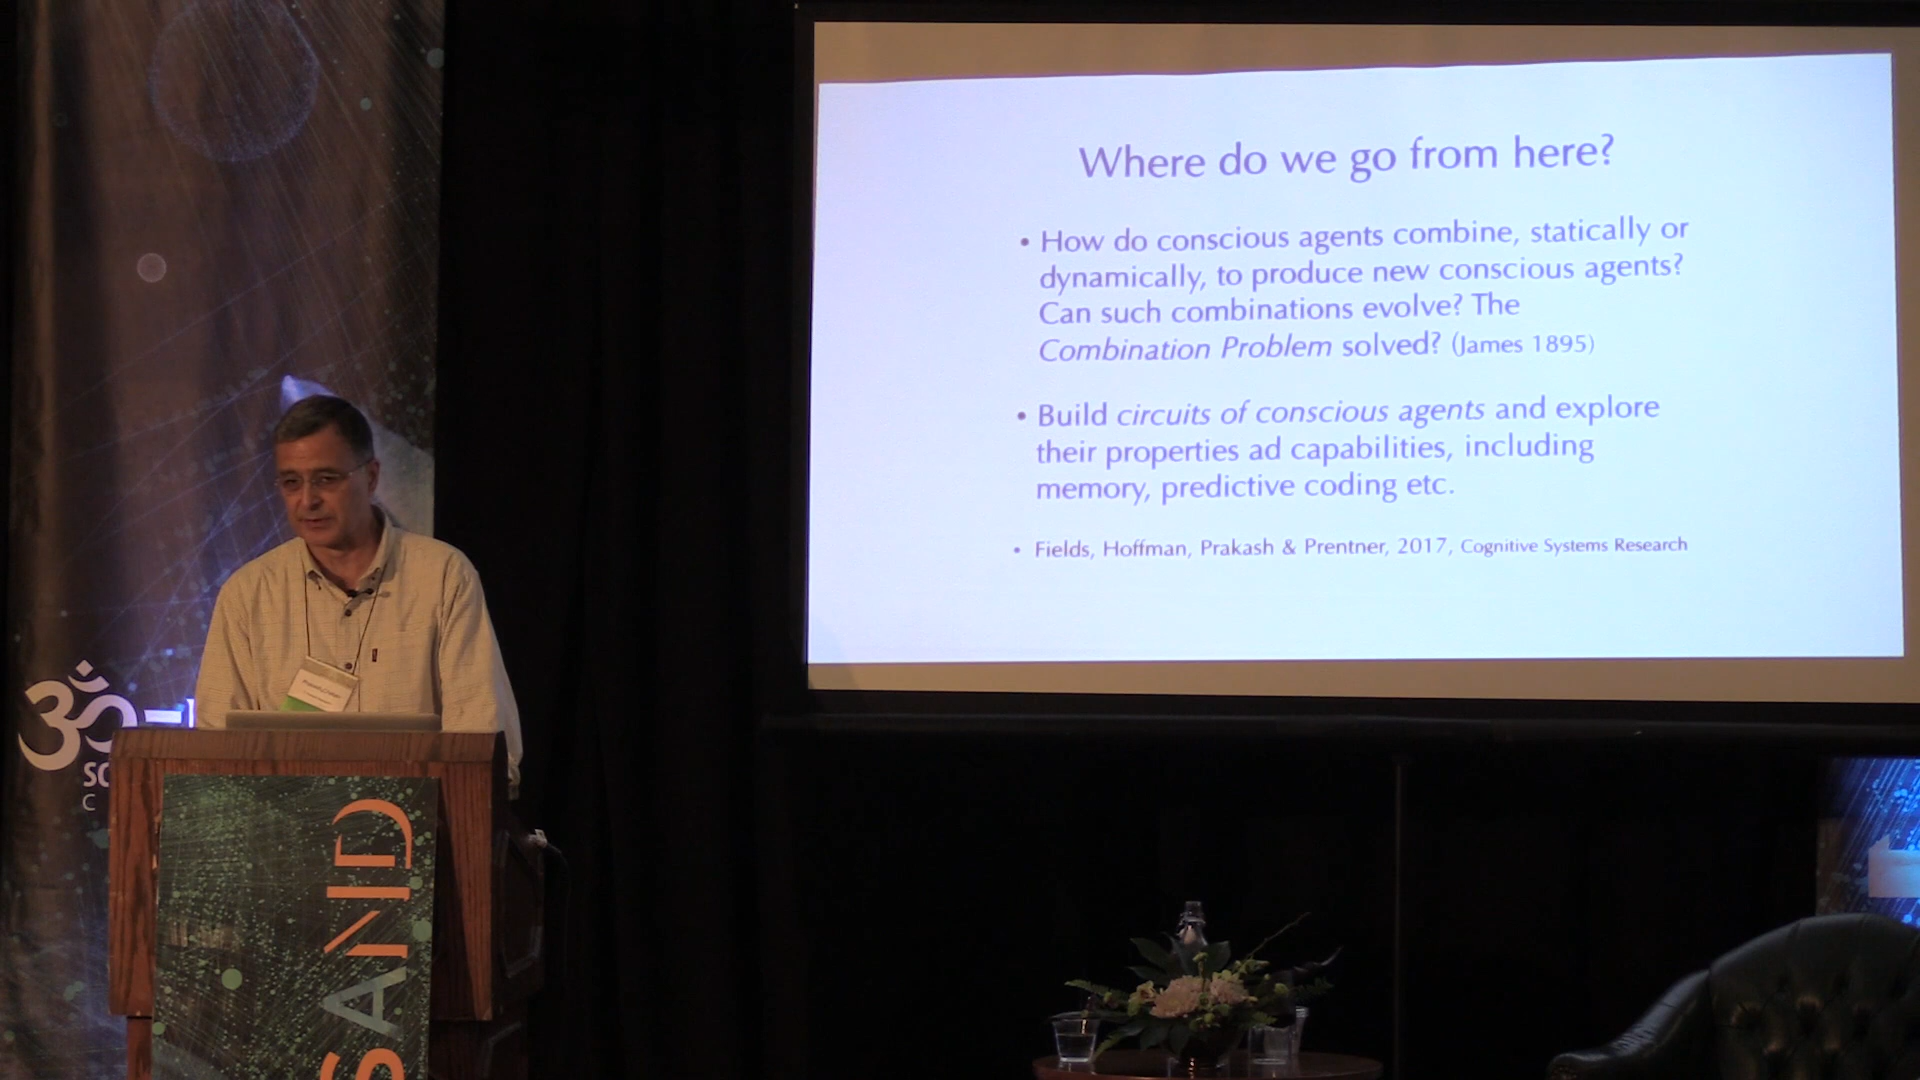 Where do we go from here?
• How do conscious agents combine, statically or
dynamically, to produce new conscious agents?
Can such combinations evolve? The
Combination Problem solved? (James 1895)
• Build circuits of conscious agents and explore
their properties ad capabilities, including
memory, predictive coding etc.
• Fields, Hoffman, Prakash & Prentner, 2017, Cognitive Systems Research
ॐ
SC
C
SAND